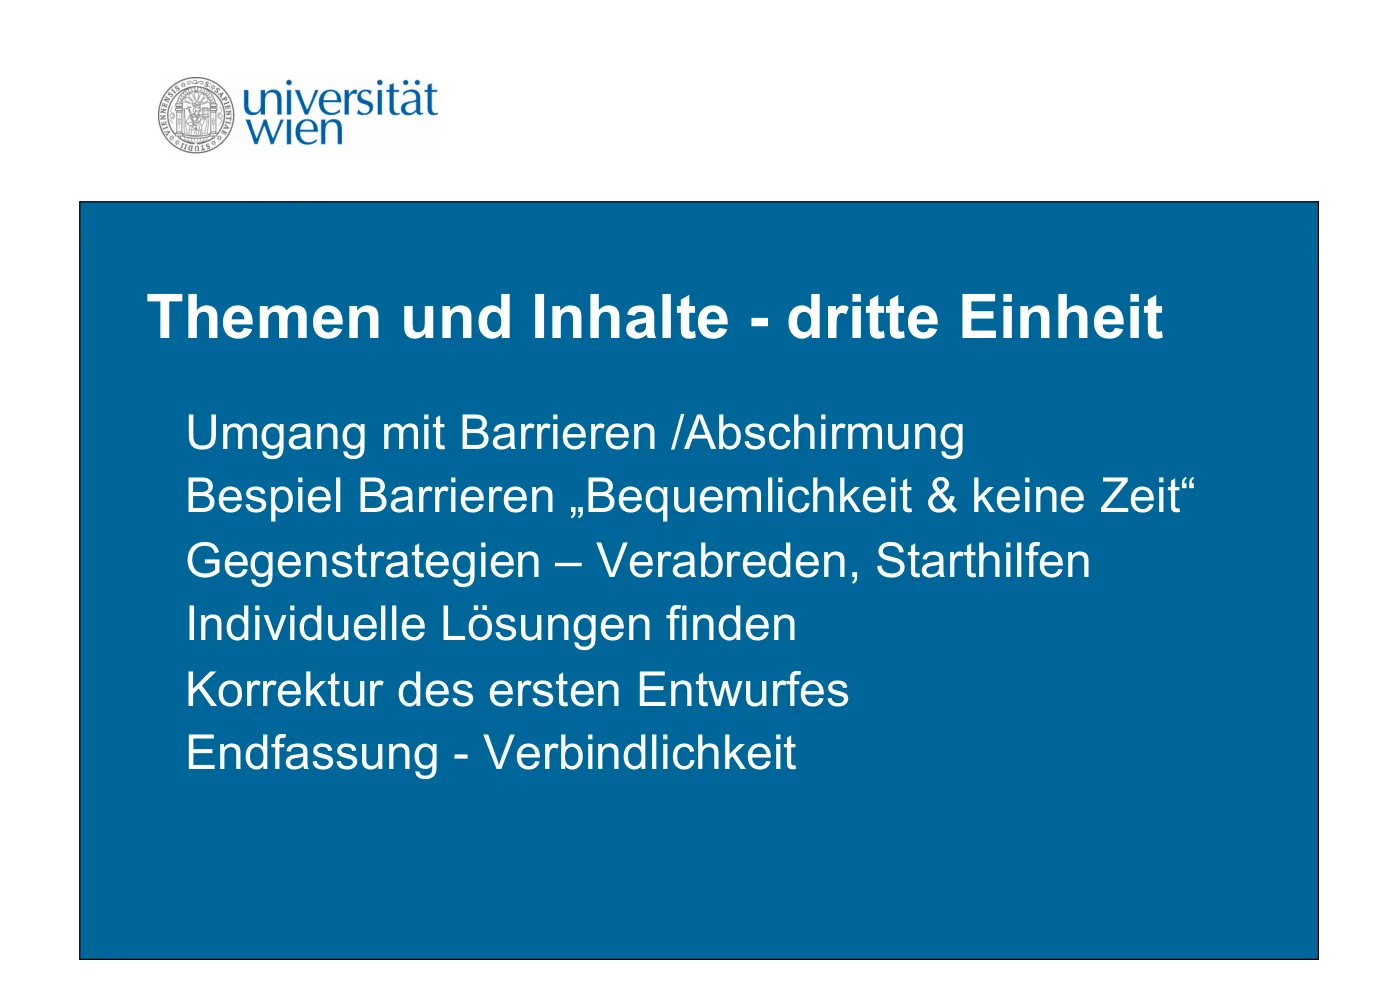 universität
wien
Themen und Inhalte - dritte Einheit
Umgang mit Barrieren /Abschirmung
Bespiel Barrieren „Bequemlichkeit & keine Zeit“
Gegenstrategien – Verabreden, Starthilfen
Individuelle Lösungen finden
Korrektur des ersten Entwurfes
Endfassung - Verbindlichkeit